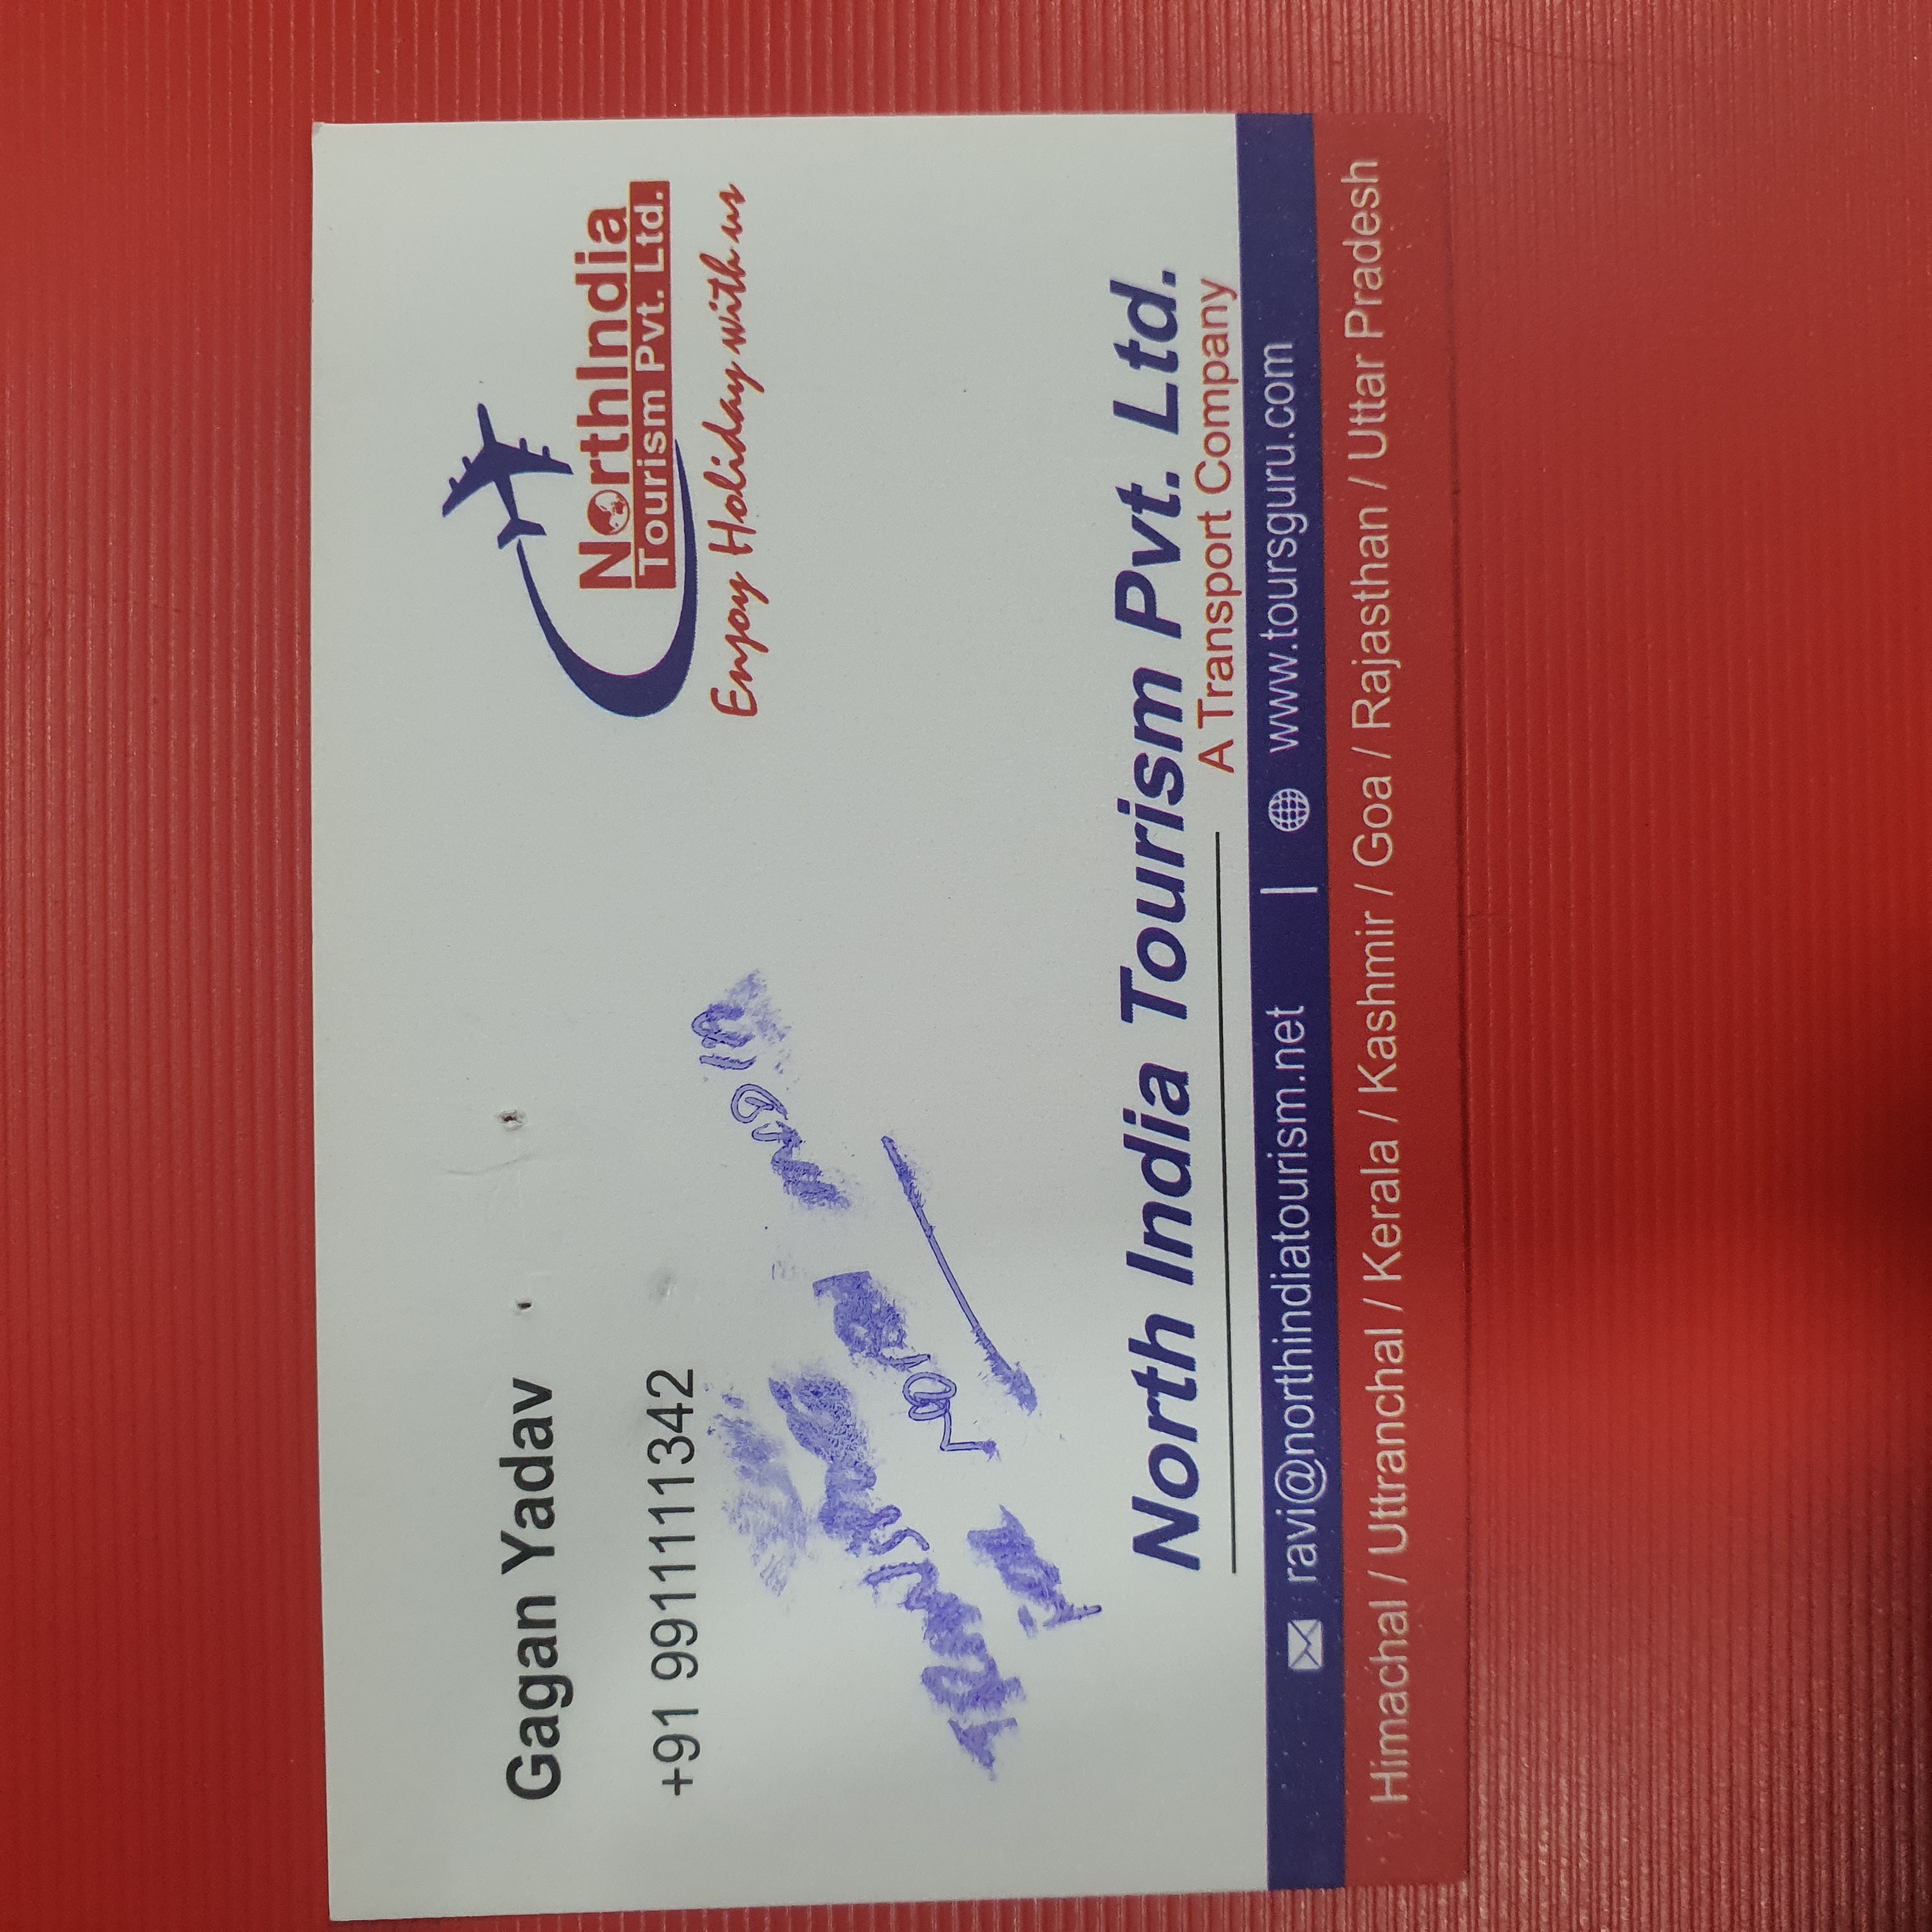 NorthIndia
Tourism Pvt. Ltd.
Enjoy Holiday with us
Gagan Yadav
+91 9911111342
North India Tourism Pvt. Ltd.
A Transport Company
ravi@northindiatourism.net | www.toursguru.com
Himachal / Uttranchal / Kerala / Kashmir / Goa / Rajasthan / Uttar Pradesh